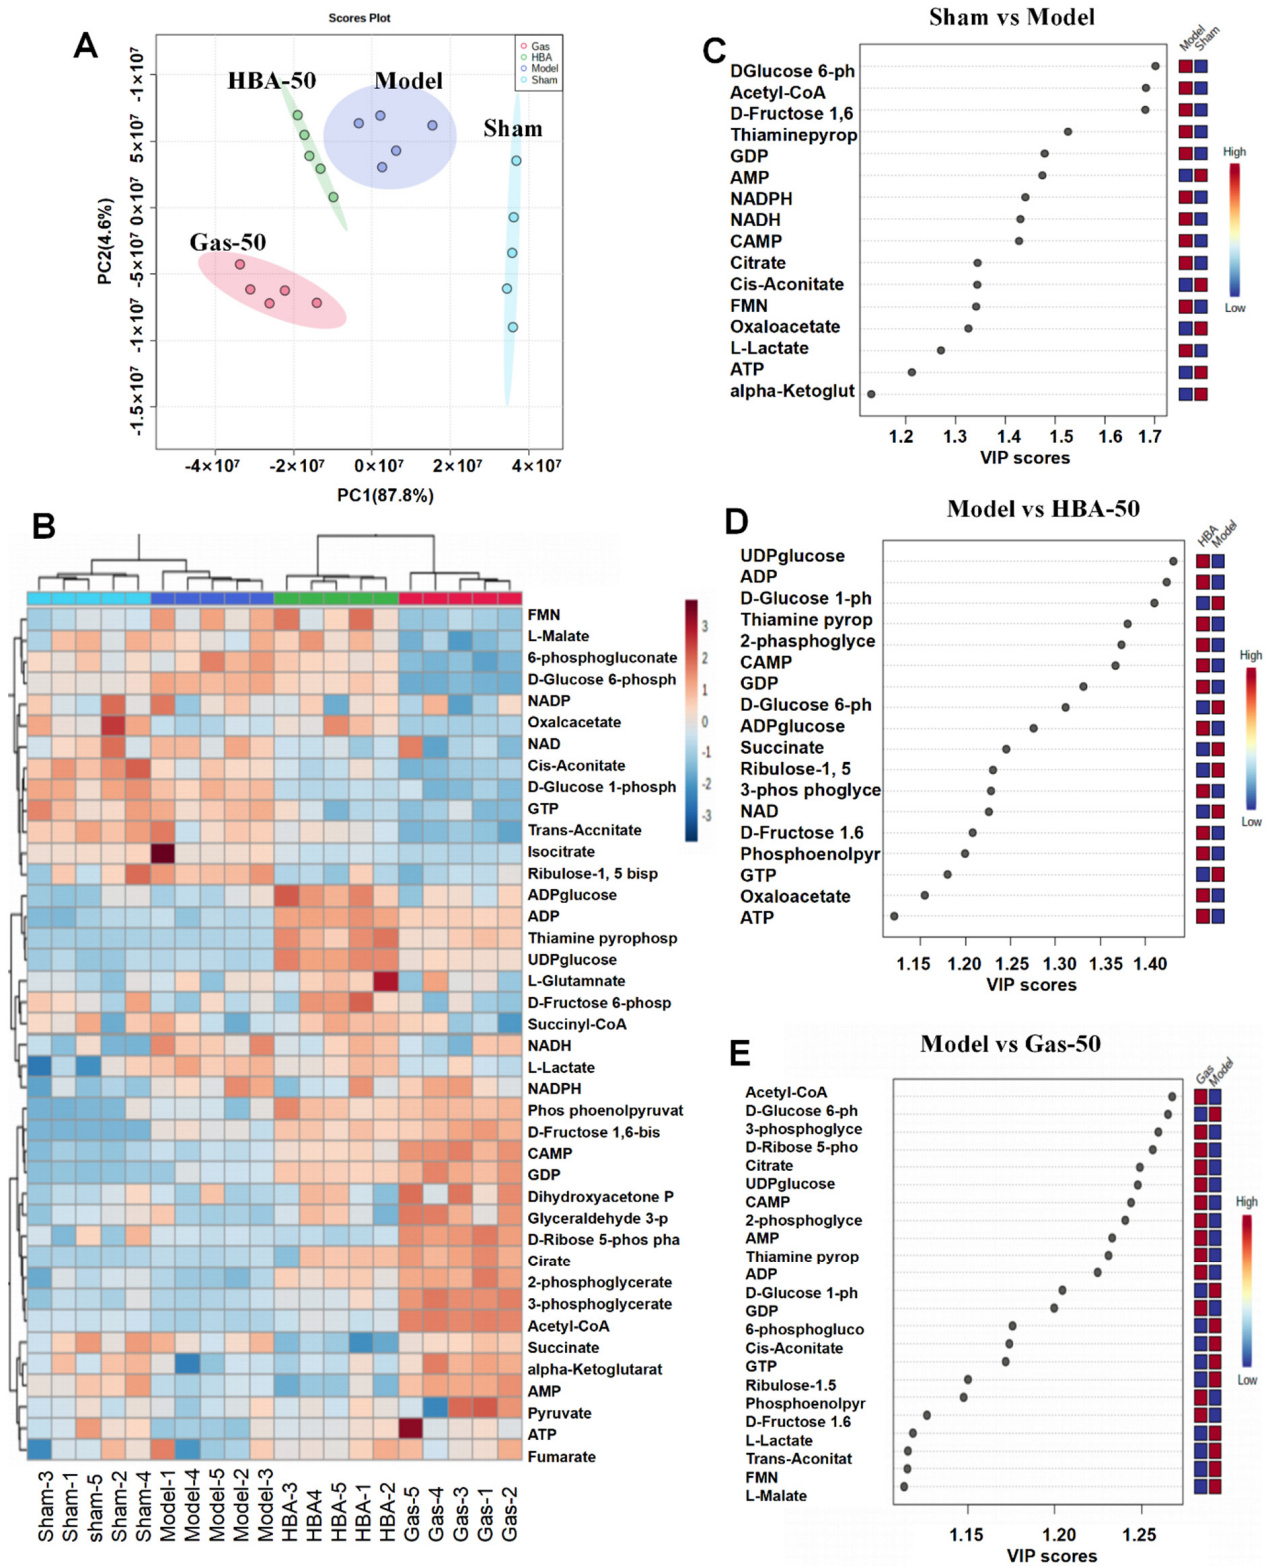 A
Scores Plot
Gas
HBA
Model
Sham
HBA-50
Model
Sham
Gas-50
PC2(4.6%)
-1×10⁷
5×10⁷
0×10⁷
-5×10⁷
-1×10⁷
-1.5×10⁷
-4×10⁷
-2×10⁷
0×10⁷
2×10⁷
4×10⁷
PC1(87.8%)
B
FMN
L-Malate
6-phosphogluconate
D-Glucose 6-phosph
NADP
Oxalcacetate
NAD
Cis-Aconitate
D-Glucose 1-phosph
GTP
Trans-Accnitate
Isocitrate
Ribulose-1, 5 bisp
ADPglucose
ADP
Thiamine pyrophosp
UDPglucose
L-Glutamnate
D-Fructose 6-phosp
Succinyl-CoA
NADH
L-Lactate
NADPH
Phos phoenolpyruvat
D-Fructose 1,6-bis
CAMP
GDP
Dihydroxyacetone P
Glyceraldehyde 3-p
D-Ribose 5-phos pha
Cirate
2-phosphoglycerate
3-phosphoglycerate
Acetyl-CoA
Succinate
alpha-Ketoglutarat
AMP
Pyruvate
ATP
Fumarate
3
2
1
0
-1
-2
-3
Sham-3
Sham-1
sham-5
Sham-2
Sham-4
Model-1
Model-4
Model-5
Model-2
Model-3
HBA-3
HBA4
HBA-5
HBA-1
HBA-2
Gas-5
Gas-4
Gas-3
Gas-1
Gas-2
C
Sham vs Model
Model
Sham
DGlucose 6-ph
Acetyl-CoA
D-Fructose 1,6
Thiaminepyrop
GDP
AMP
NADPH
NADH
CAMP
Citrate
Cis-Aconitate
FMN
Oxaloacetate
L-Lactate
ATP
alpha-Ketoglut
High
Low
1.2 1.3 1.4 1.5 1.6 1.7
VIP scores
D
Model vs HBA-50
HBA
Model
UDPglucose
ADP
D-Glucose 1-ph
Thiamine pyrop
2-phasphoglyce
CAMP
GDP
D-Glucose 6-ph
ADPglucose
Succinate
Ribulose-1, 5
3-phos phoglyce
NAD
D-Fructose 1.6
Phosphoenolpyr
GTP
Oxaloacetate
ATP
High
Low
1.15 1.20 1.25 1.30 1.35 1.40
VIP scores
E
Model vs Gas-50
Gas
Model
Acetyl-CoA
D-Glucose 6-ph
3-phosphoglyce
D-Ribose 5-pho
Citrate
UDPglucose
CAMP
2-phosphoglyce
AMP
Thiamine pyrop
ADP
D-Glucose 1-ph
GDP
6-phosphogluco
Cis-Aconitate
GTP
Ribulose-1.5
Phosphoenolpyr
D-Fructose 1.6
L-Lactate
Trans-Aconitat
FMN
L-Malate
High
Low
1.15 1.20 1.25
VIP scores